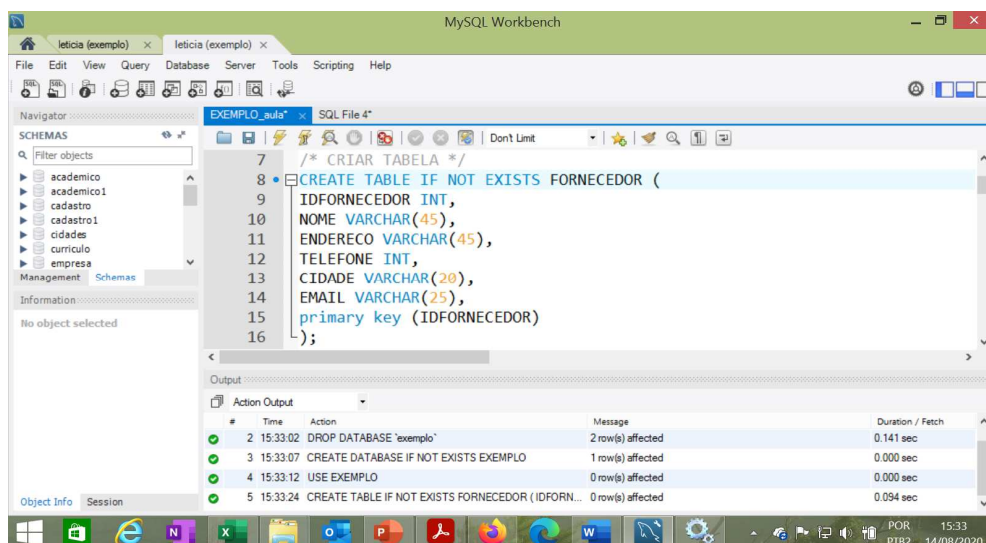 MySQL Workbench
leticia (exemplo)
leticia (exemplo)
File Edit View Query Database Server Tools Scripting Help
Navigator
SCHEMAS
Filter objects
academico
academico1
cadastro
cadastro1
cidades
curriculo
empresa
Management Schemas
Information
No object selected
Object Info Session
EXEMPLO_aula* SQL File 4*
Don't Limit
7 /* CRIAR TABELA */
8 CREATE TABLE IF NOT EXISTS FORNECEDOR (
9 IDFORNECEDOR INT,
10 NOME VARCHAR(45),
11 ENDERECO VARCHAR(45),
12 TELEFONE INT,
13 CIDADE VARCHAR(20),
14 EMAIL VARCHAR(25),
15 primary key (IDFORNECEDOR)
16 );
Output
Action Output
# Time Action Message Duration / Fetch
2 15:33:02 DROP DATABASE `exemplo` 2 row(s) affected 0.141 sec
3 15:33:07 CREATE DATABASE IF NOT EXISTS EXEMPLO 1 row(s) affected 0.000 sec
4 15:33:12 USE EXEMPLO 0 row(s) affected 0.000 sec
5 15:33:24 CREATE TABLE IF NOT EXISTS FORNECEDOR ( IDFORN... 0 row(s) affected 0.094 sec
POR 15:33
PTB2 14/08/2020